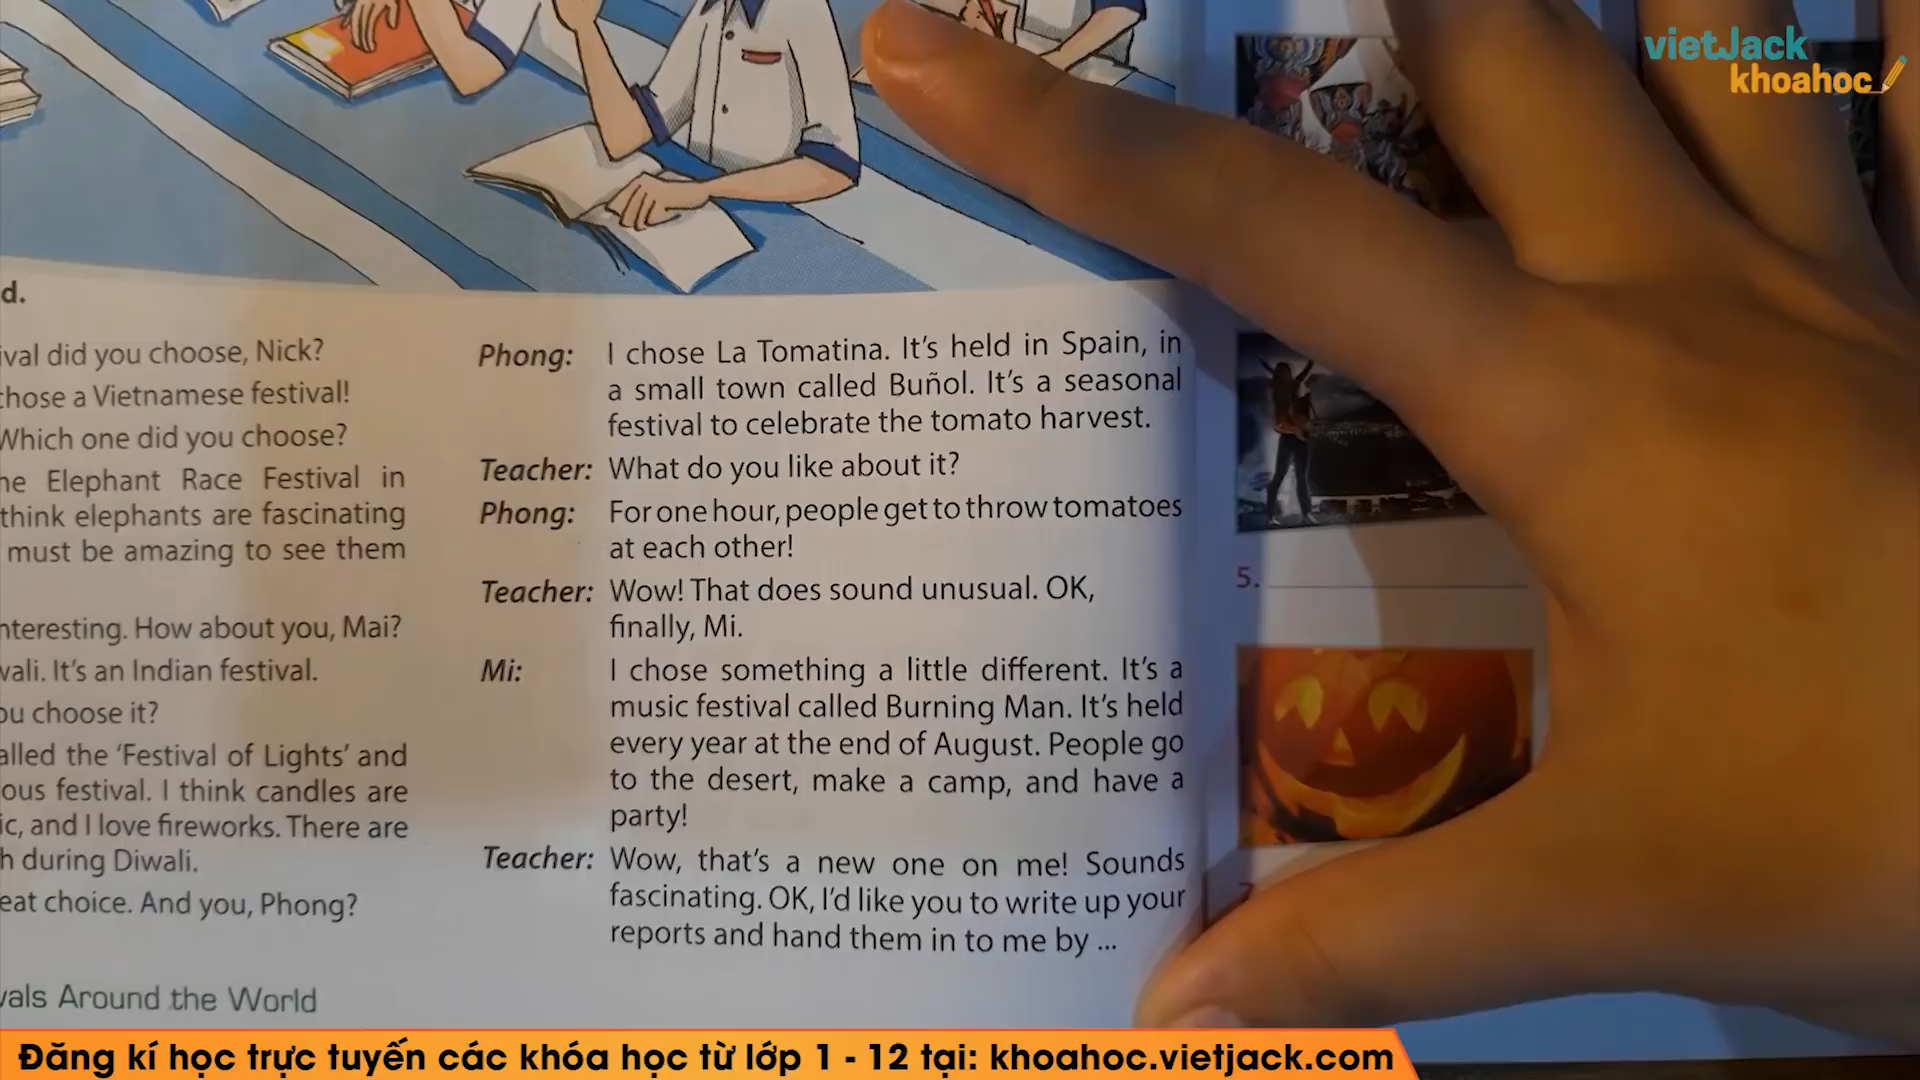 vietJack
khoahoc
d.
ival did you choose, Nick?
chose a Vietnamese festival!
Which one did you choose?
he Elephant Race Festival in
think elephants are fascinating
must be amazing to see them
nteresting. How about you, Mai?
vali. It's an Indian festival.
ou choose it?
alled the 'Festival of Lights' and
ous festival. I think candles are
ic, and I love fireworks. There are
h during Diwali.
eat choice. And you, Phong?
vals Around the World
Phong: I chose La Tomatina. It's held in Spain, in
a small town called Buñol. It's a seasonal
festival to celebrate the tomato harvest.
Teacher: What do you like about it?
Phong: For one hour, people get to throw tomatoes
at each other!
Teacher: Wow! That does sound unusual. OK,
finally, Mi.
Mi: I chose something a little different. It's a
music festival called Burning Man. It's held
every year at the end of August. People go
to the desert, make a camp, and have a
party!
Teacher: Wow, that's a new one on me! Sounds
fascinating. OK, I'd like you to write up your
reports and hand them in to me by ...
5.
7
Đăng kí học trực tuyến các khóa học từ lớp 1 - 12 tại: khoahoc.vietjack.com